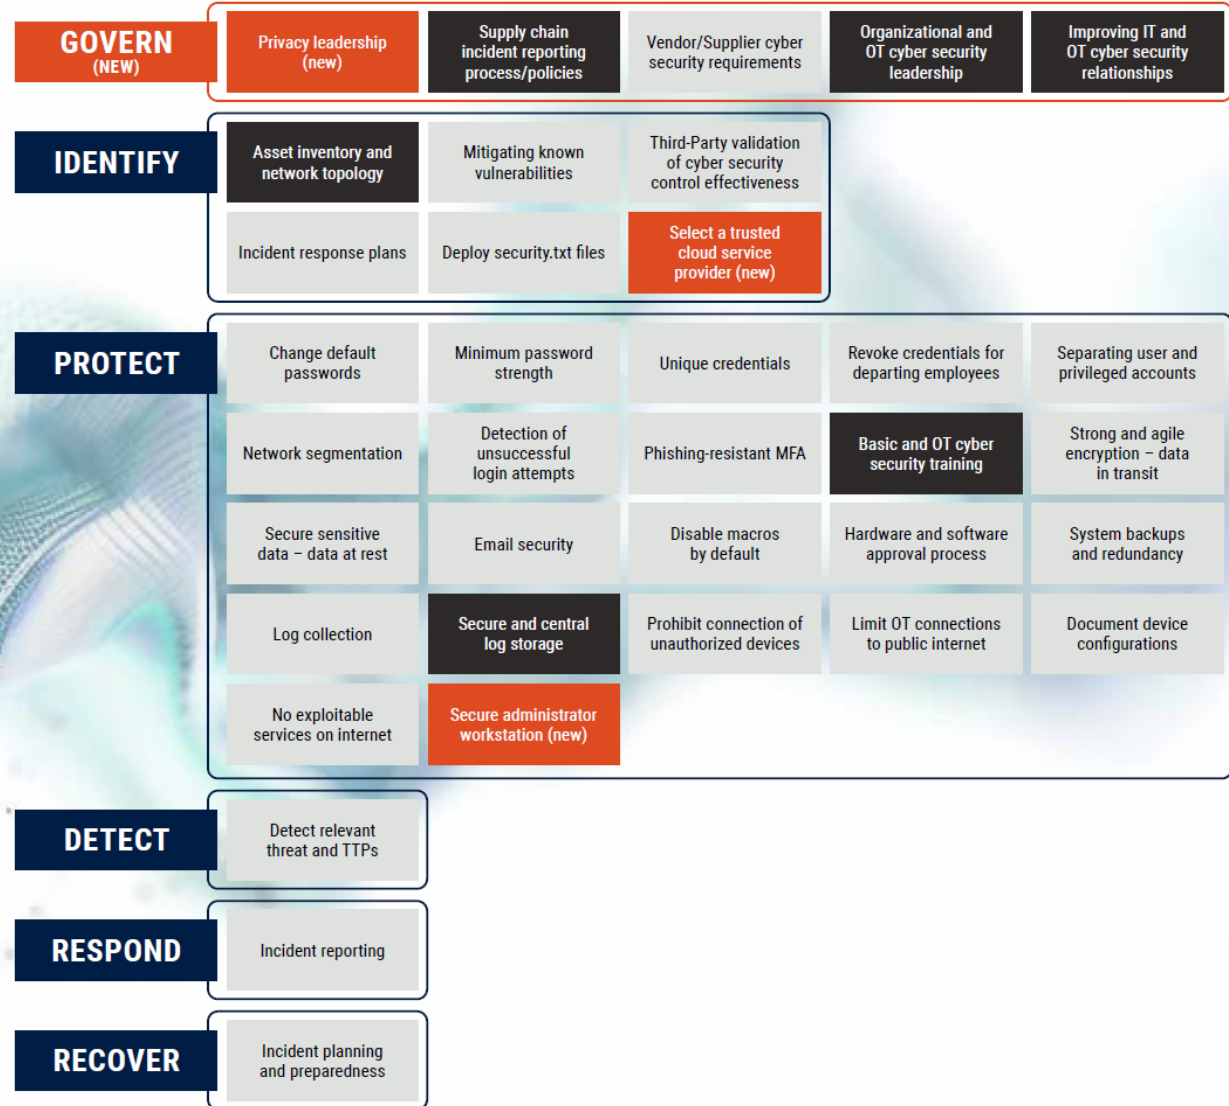 GOVERN
(NEW)
Privacy leadership
(new)
Supply chain
incident reporting
process/policies
Vendor/Supplier cyber
security requirements
Organizational and
OT cyber security
leadership
Improving IT and
OT cyber security
relationships
IDENTIFY
Asset inventory and
network topology
Mitigating known
vulnerabilities
Third-Party validation
of cyber security
control effectiveness
Incident response plans
Deploy security.txt files
Select a trusted
cloud service
provider (new)
PROTECT
Change default
passwords
Minimum password
strength
Unique credentials
Revoke credentials for
departing employees
Separating user and
privileged accounts
Network segmentation
Detection of
unsuccessful
login attempts
Phishing-resistant MFA
Basic and OT cyber
security training
Strong and agile
encryption – data
in transit
Secure sensitive
data – data at rest
Email security
Disable macros
by default
Hardware and software
approval process
System backups
and redundancy
Log collection
Secure and central
log storage
Prohibit connection of
unauthorized devices
Limit OT connections
to public internet
Document device
configurations
No exploitable
services on internet
Secure administrator
workstation (new)
DETECT
Detect relevant
threat and TTPs
RESPOND
Incident reporting
RECOVER
Incident planning
and preparedness